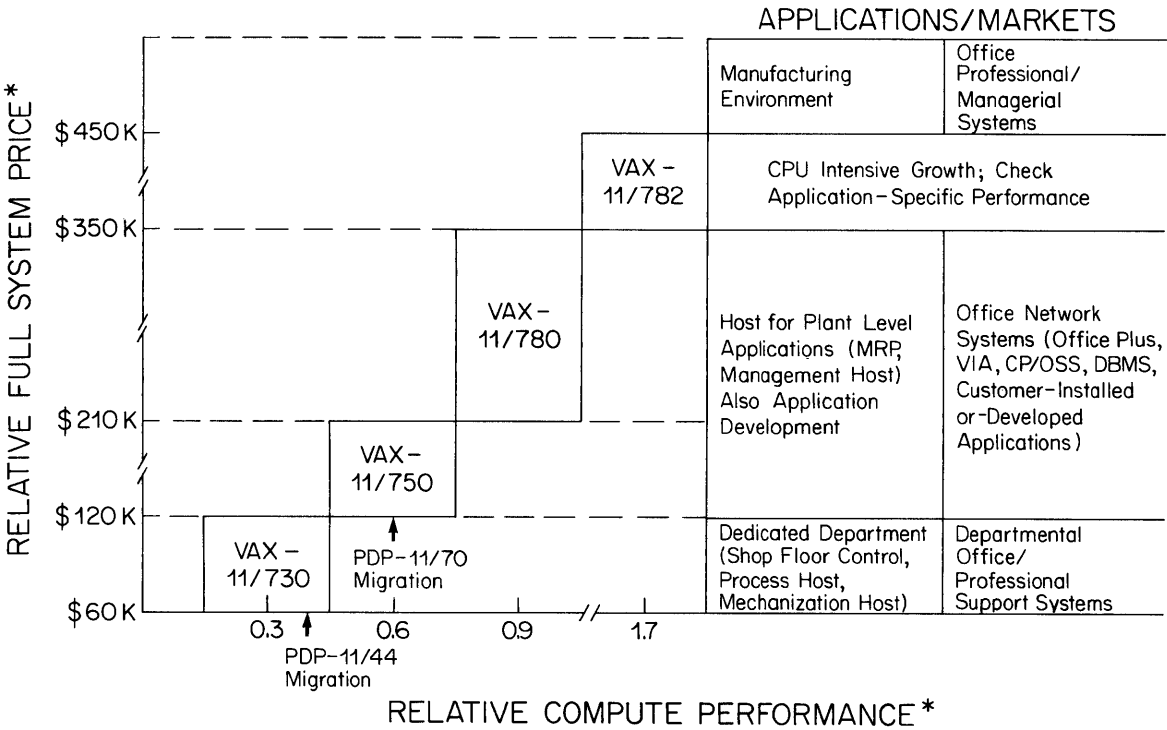 APPLICATIONS/MARKETS
Manufacturing
Environment
Office
Professional/
Managerial
Systems
RELATIVE FULL SYSTEM PRICE*
$450K
$350K
$210K
$120K
$60K
VAX-
11/782
CPU Intensive Growth; Check
Application-Specific Performance
VAX-
11/780
Host for Plant Level
Applications (MRP,
Management Host)
Also Application
Development
Office Network
Systems (Office Plus,
VIA, CP/OSS, DBMS,
Customer-Installed
or-Developed
Applications)
VAX-
11/750
VAX-
11/730
PDP-11/70
Migration
Dedicated Department
(Shop Floor Control,
Process Host,
Mechanization Host)
Departmental
Office/
Professional
Support Systems
0.3
0.6
0.9
1.7
PDP-11/44
Migration
RELATIVE COMPUTE PERFORMANCE*